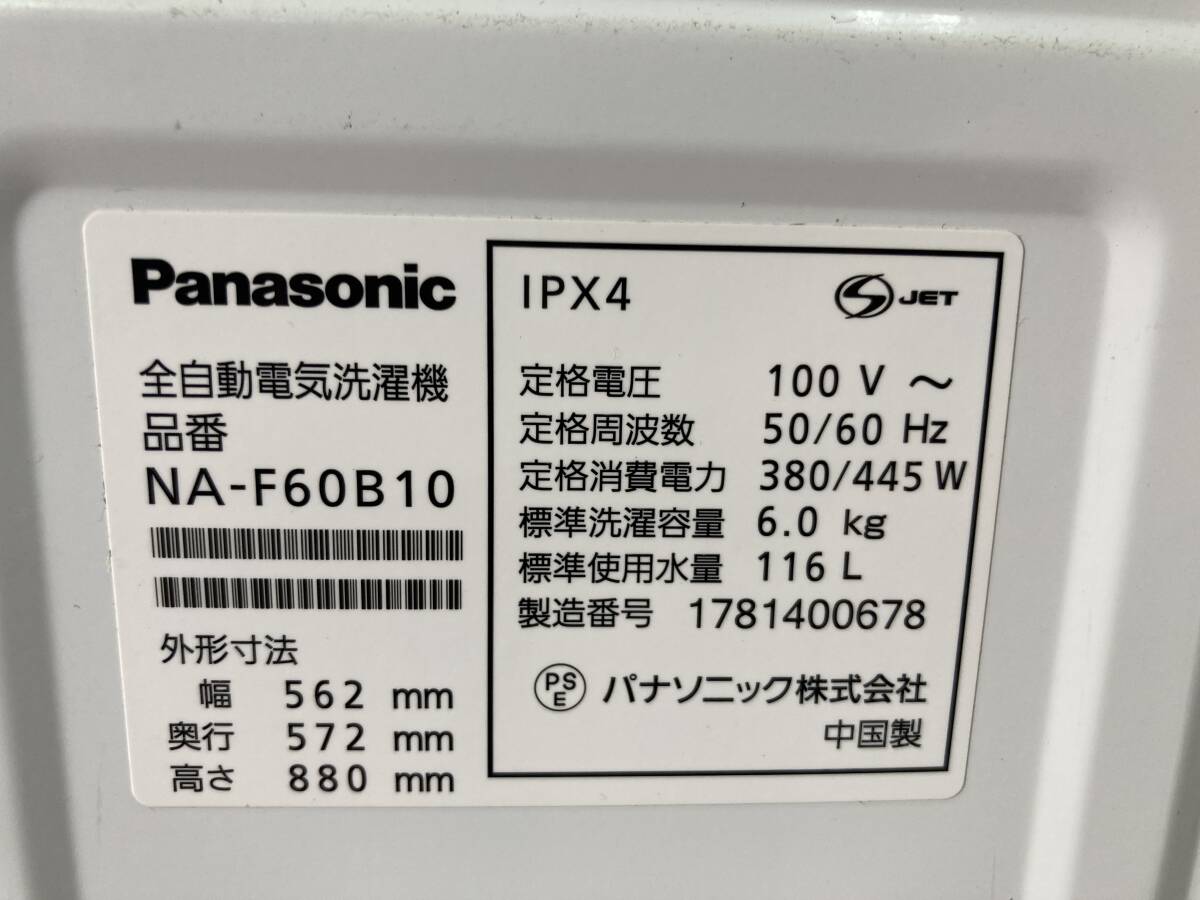 Panasonic
全自動電気洗濯機
品番
NA-F60B10
外形寸法
幅 562 mm
奥行 572 mm
高さ 880 mm
IPX4
S JET
定格電圧 100 V ～
定格周波数 50/60 Hz
定格消費電力 380/445 W
標準洗濯容量 6.0 kg
標準使用水量 116 L
製造番号 1781400678
PSE パナソニック株式会社
中国製